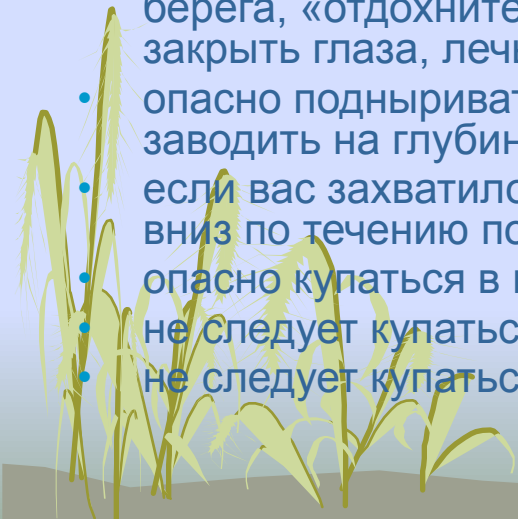 берега, «отдохните
закрыть глаза, лечь
• опасно подныриват
заводить на глубин
• если вас захватило
вниз по течению по
• опасно купаться в
• не следует купатьс
• не следует купатьс